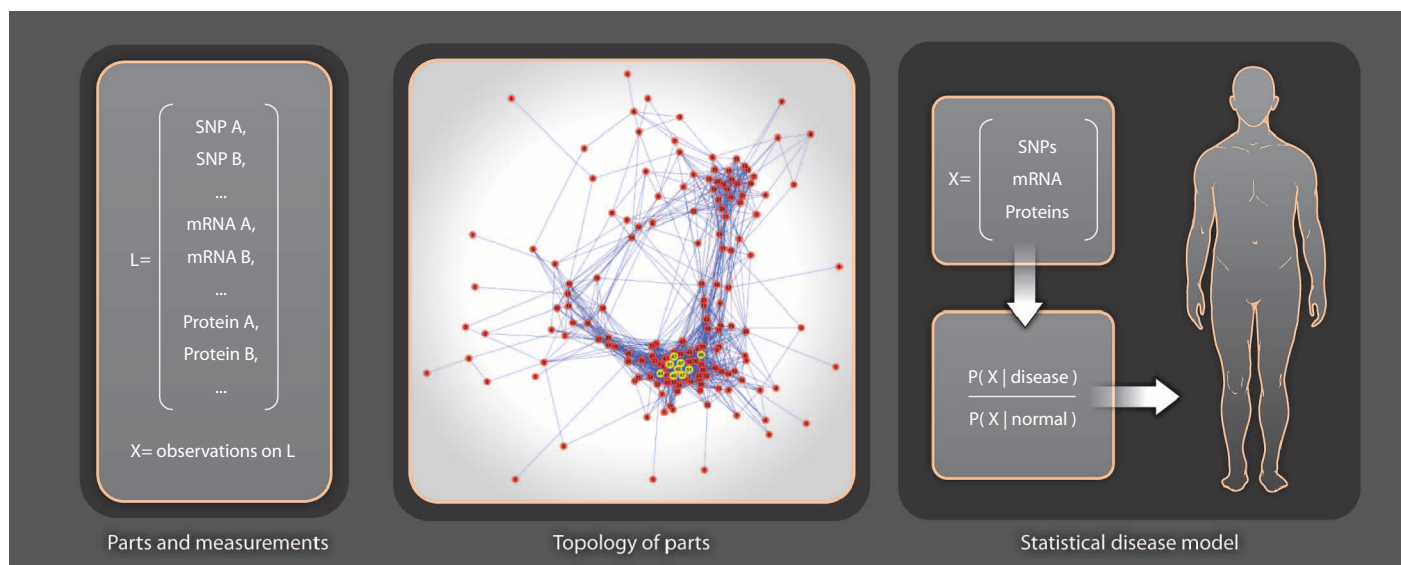 SNP A,
SNP B,
...
mRNA A,
mRNA B,
...
L=
Protein A,
Protein B,
...
X= observations on L
Parts and measurements
Topology of parts
X=
SNPs
mRNA
Proteins
P( X | disease )
P( X | normal )
Statistical disease model